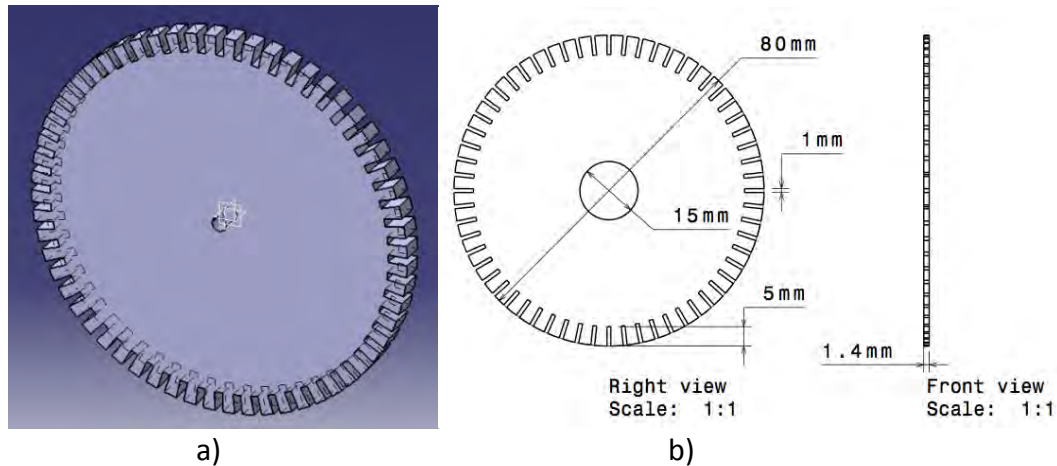 80mm
1mm
15mm
5mm
1.4mm
Right view
Scale: 1:1
Front view
Scale: 1:1
a)
b)